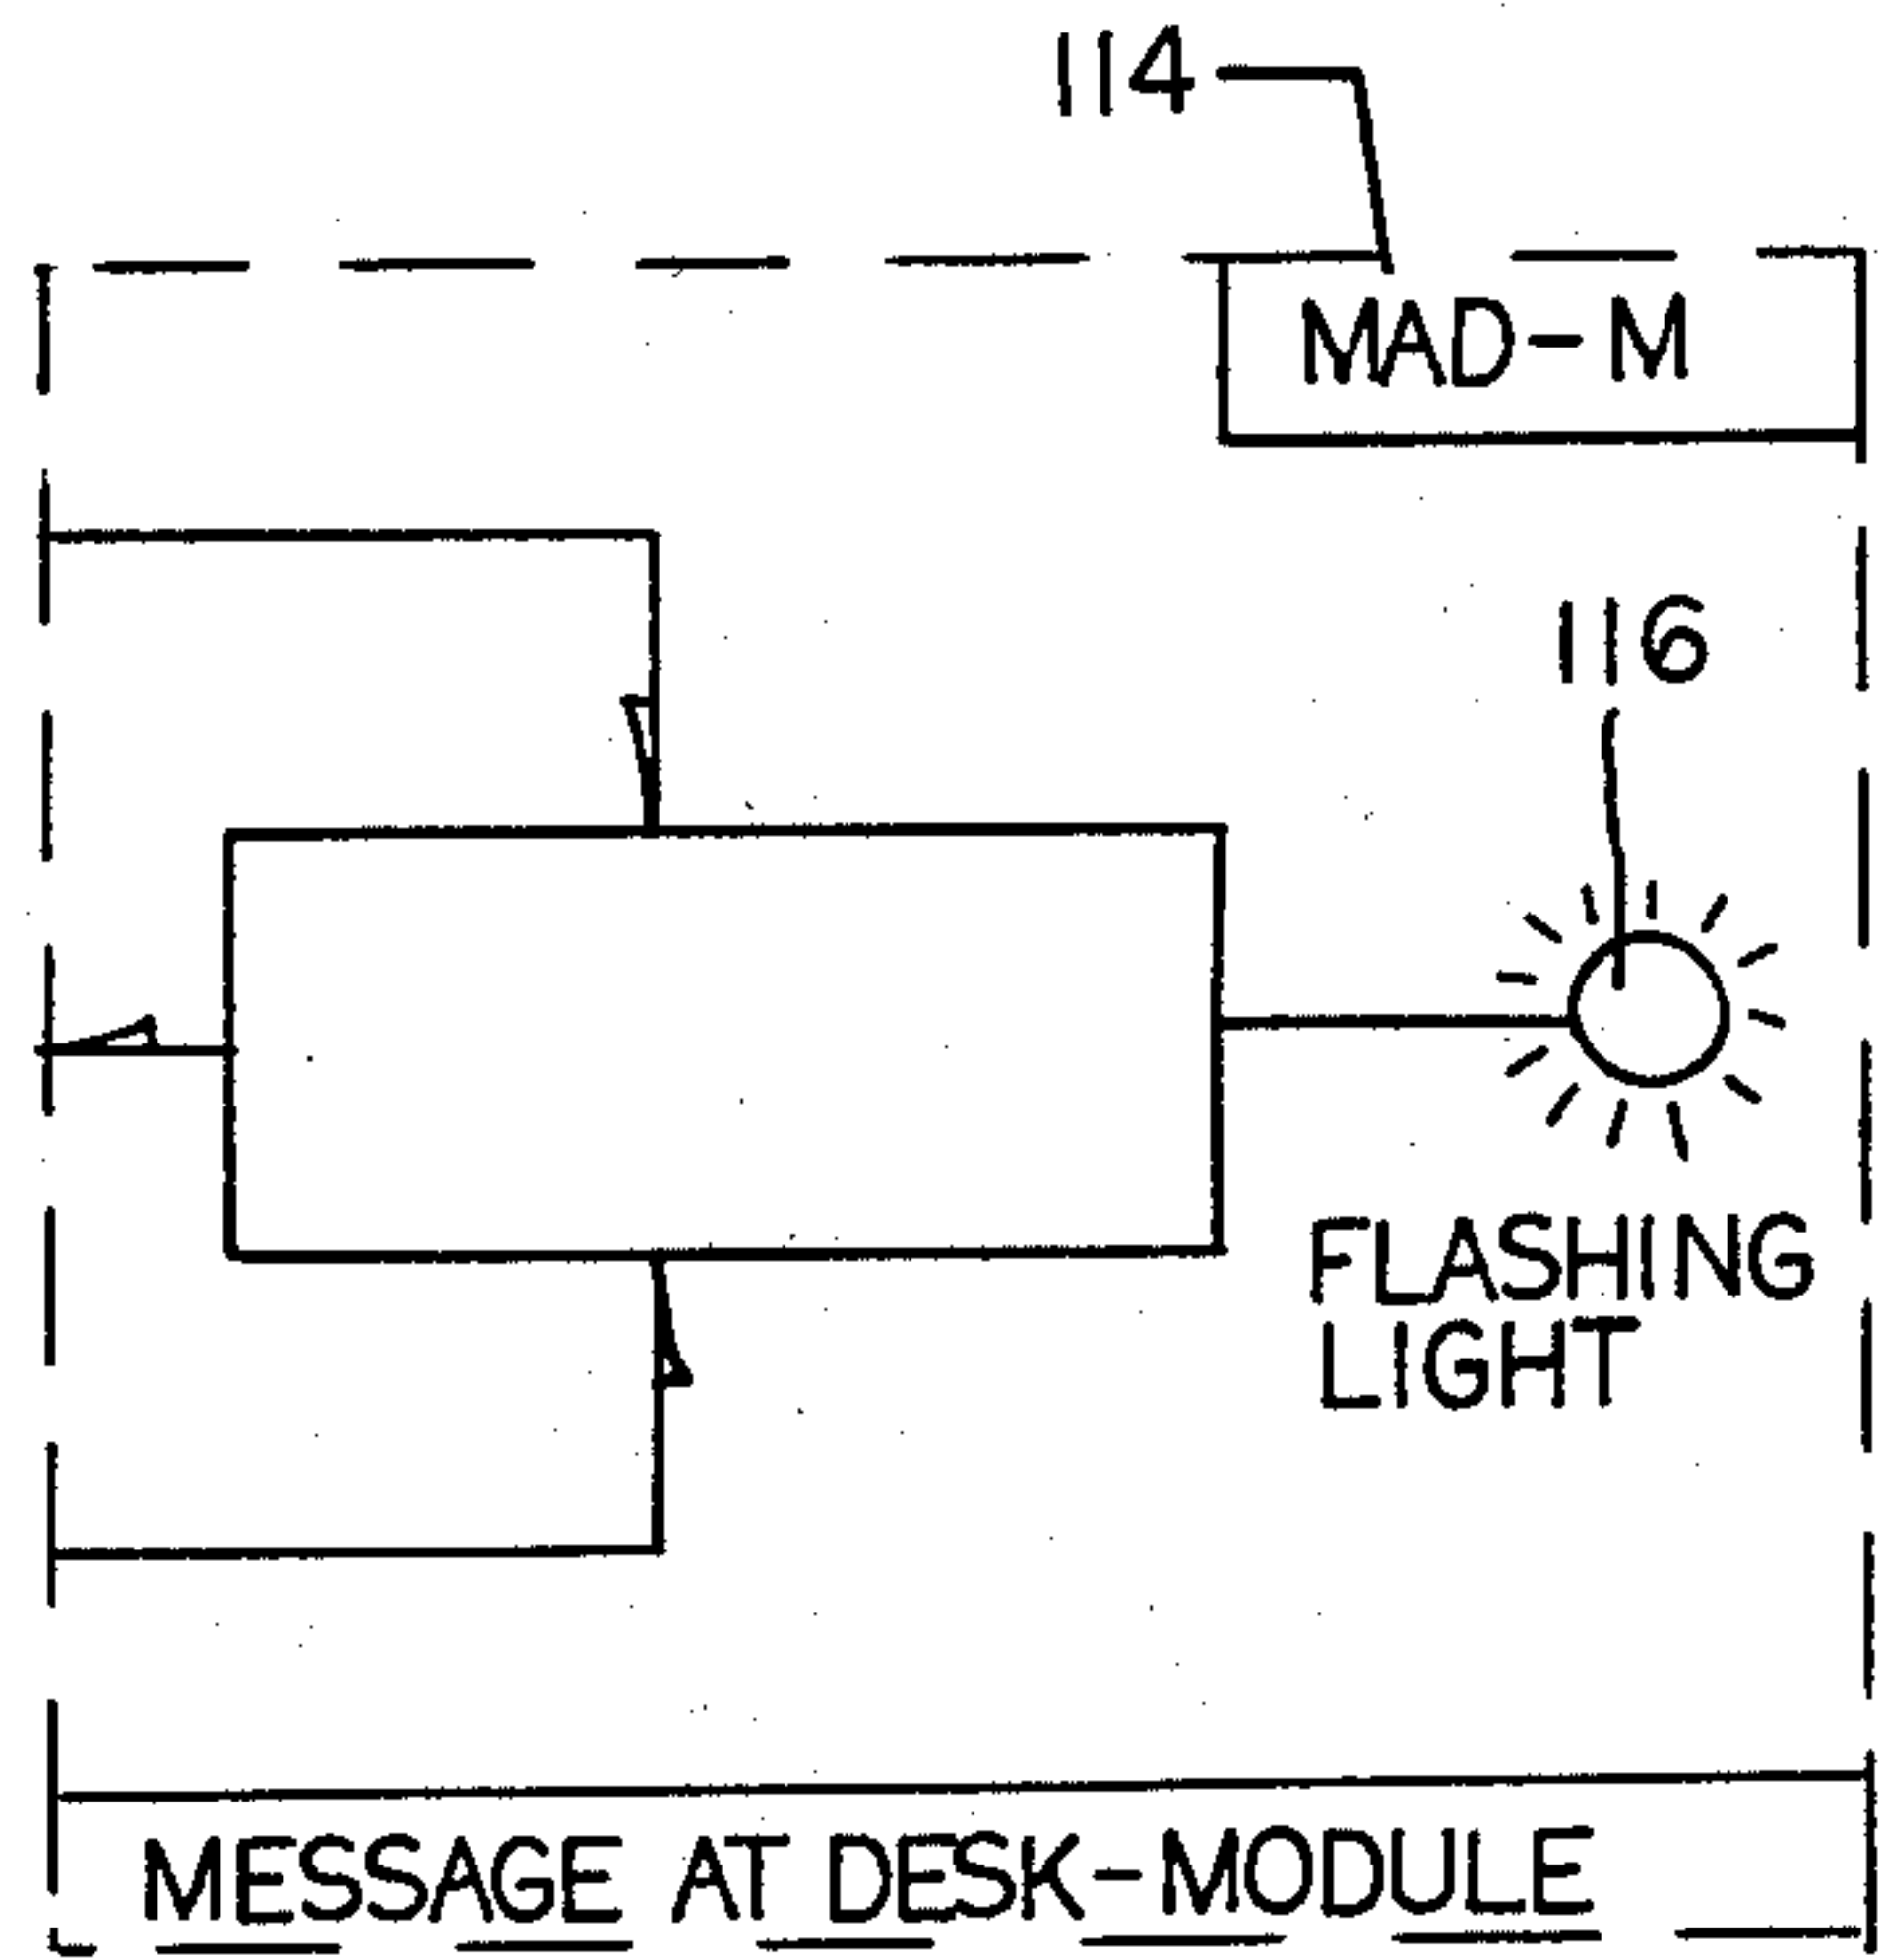 114
MAD-M
116
FLASHING
LIGHT
MESSAGE AT DESK-MODULE